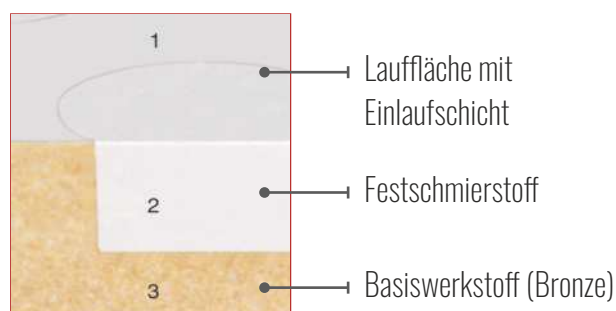 1
Lauffläche mit
Einlaufschicht
2
Festschmierstoff
3
Basiswerkstoff (Bronze)